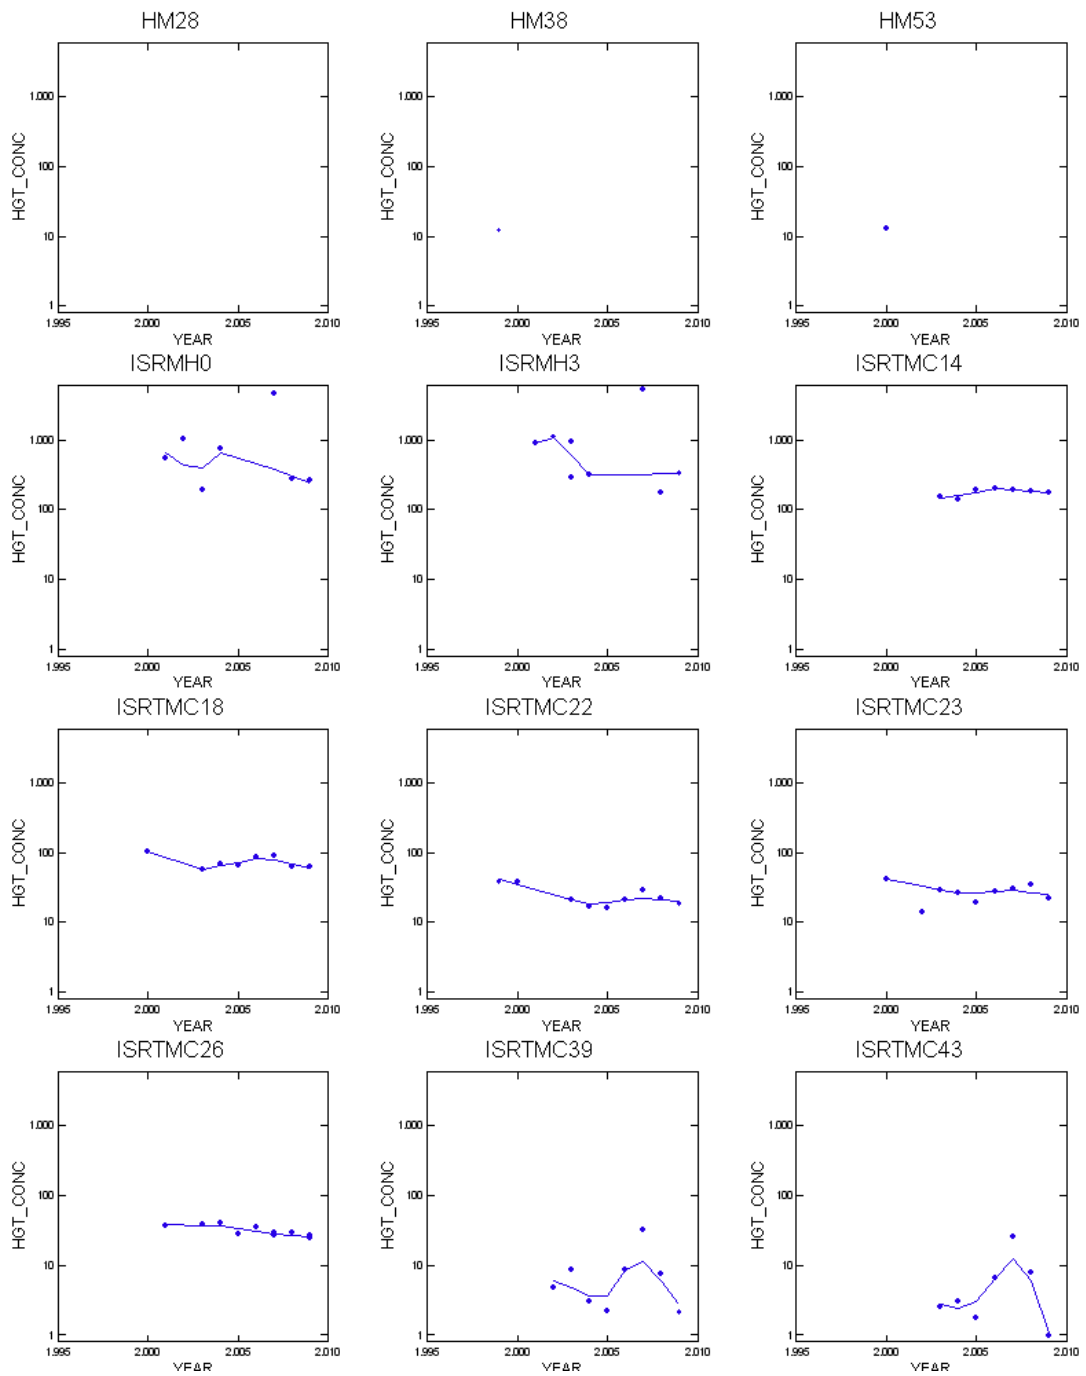 HM28 HM38 HM53
1.000 1.000 1.000
HGT_CONC HGT_CONC HGT_CONC
100 100 100
10 10 10
1 1 1
1.995 2.000 2.005 2.010 1.995 2.000 2.005 2.010 1.995 2.000 2.005 2.010
YEAR YEAR YEAR
ISRMH0 ISRMH3 ISRTMC14
1.000 1.000 1.000
HGT_CONC HGT_CONC HGT_CONC
100 100 100
10 10 10
1 1 1
1.995 2.000 2.005 2.010 1.995 2.000 2.005 2.010 1.995 2.000 2.005 2.010
YEAR YEAR YEAR
ISRTMC18 ISRTMC22 ISRTMC23
1.000 1.000 1.000
HGT_CONC HGT_CONC HGT_CONC
100 100 100
10 10 10
1 1 1
1.995 2.000 2.005 2.010 1.995 2.000 2.005 2.010 1.995 2.000 2.005 2.010
YEAR YEAR YEAR
ISRTMC26 ISRTMC39 ISRTMC43
1.000 1.000 1.000
HGT_CONC HGT_CONC HGT_CONC
100 100 100
10 10 10
1 1 1
1.995 2.000 2.005 2.010 1.995 2.000 2.005 2.010 1.995 2.000 2.005 2.010
YEAR YEAR YEAR